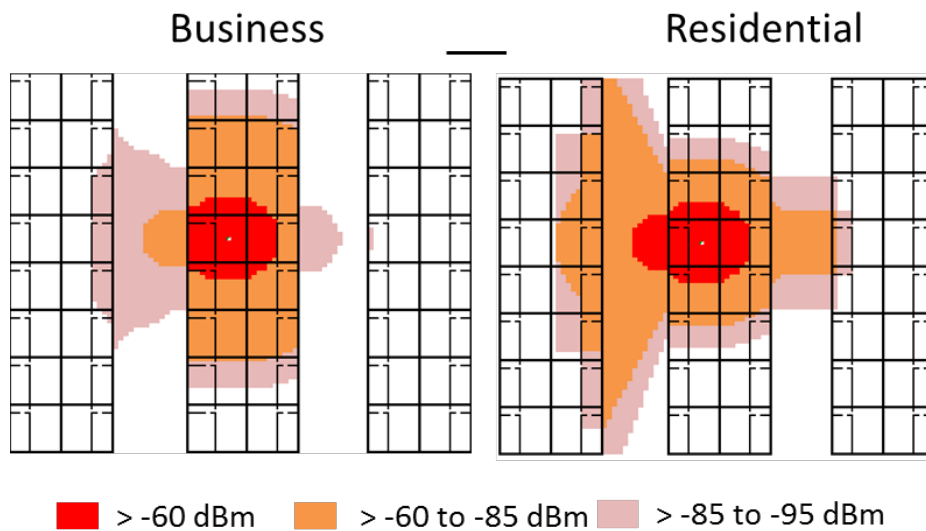 Business
Residential
> -60 dBm
> -60 to -85 dBm
> -85 to -95 dBm